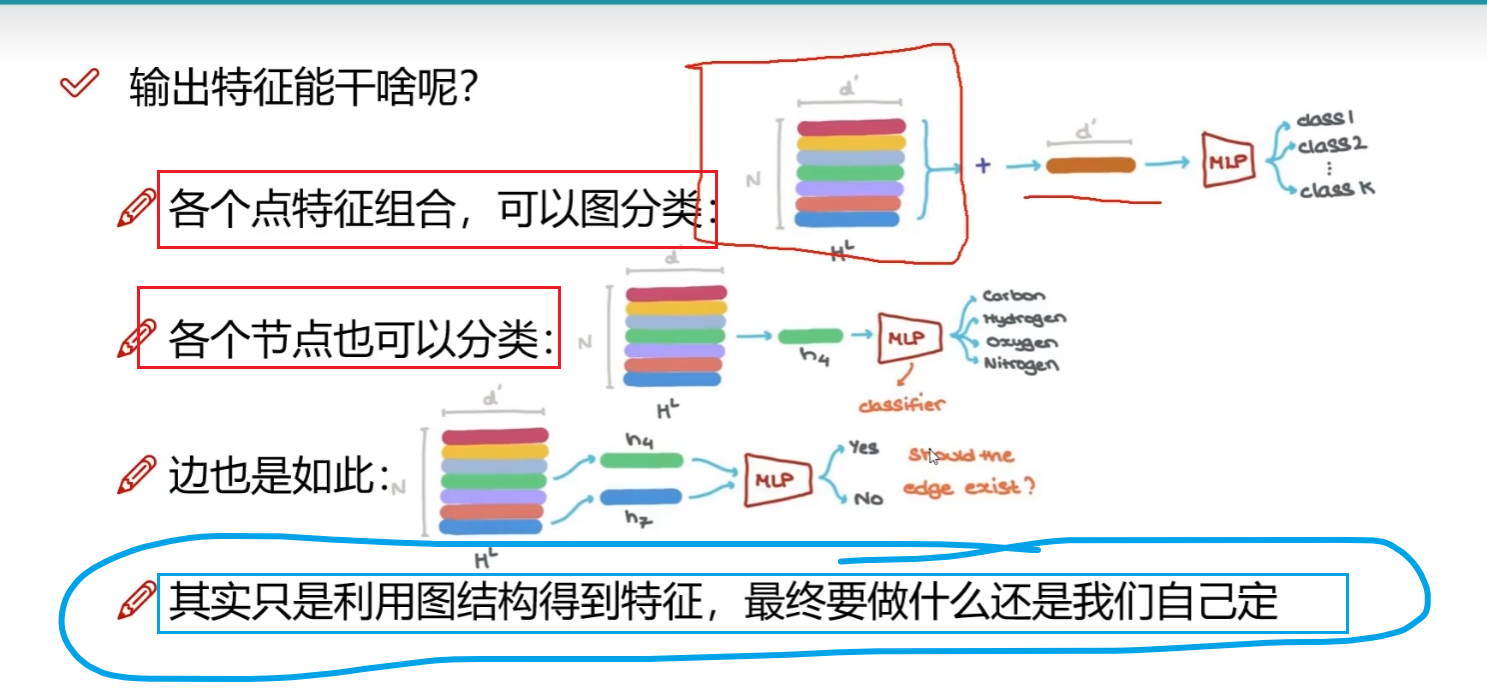 输出特征能干啥呢?
各个点特征组合，可以图分类：
d'
N
H^L
+
d'
MLP
class1
class2
⋮
class K
各个节点也可以分类：
d'
N
H^L
h4
MLP
classifier
Carbon
Hydrogen
Oxygen
Nitrogen
边也是如此：
d'
N
H^L
h4
h7
MLP
Yes
No
Should the
edge exist?
其实只是利用图结构得到特征，最终要做什么还是我们自己定